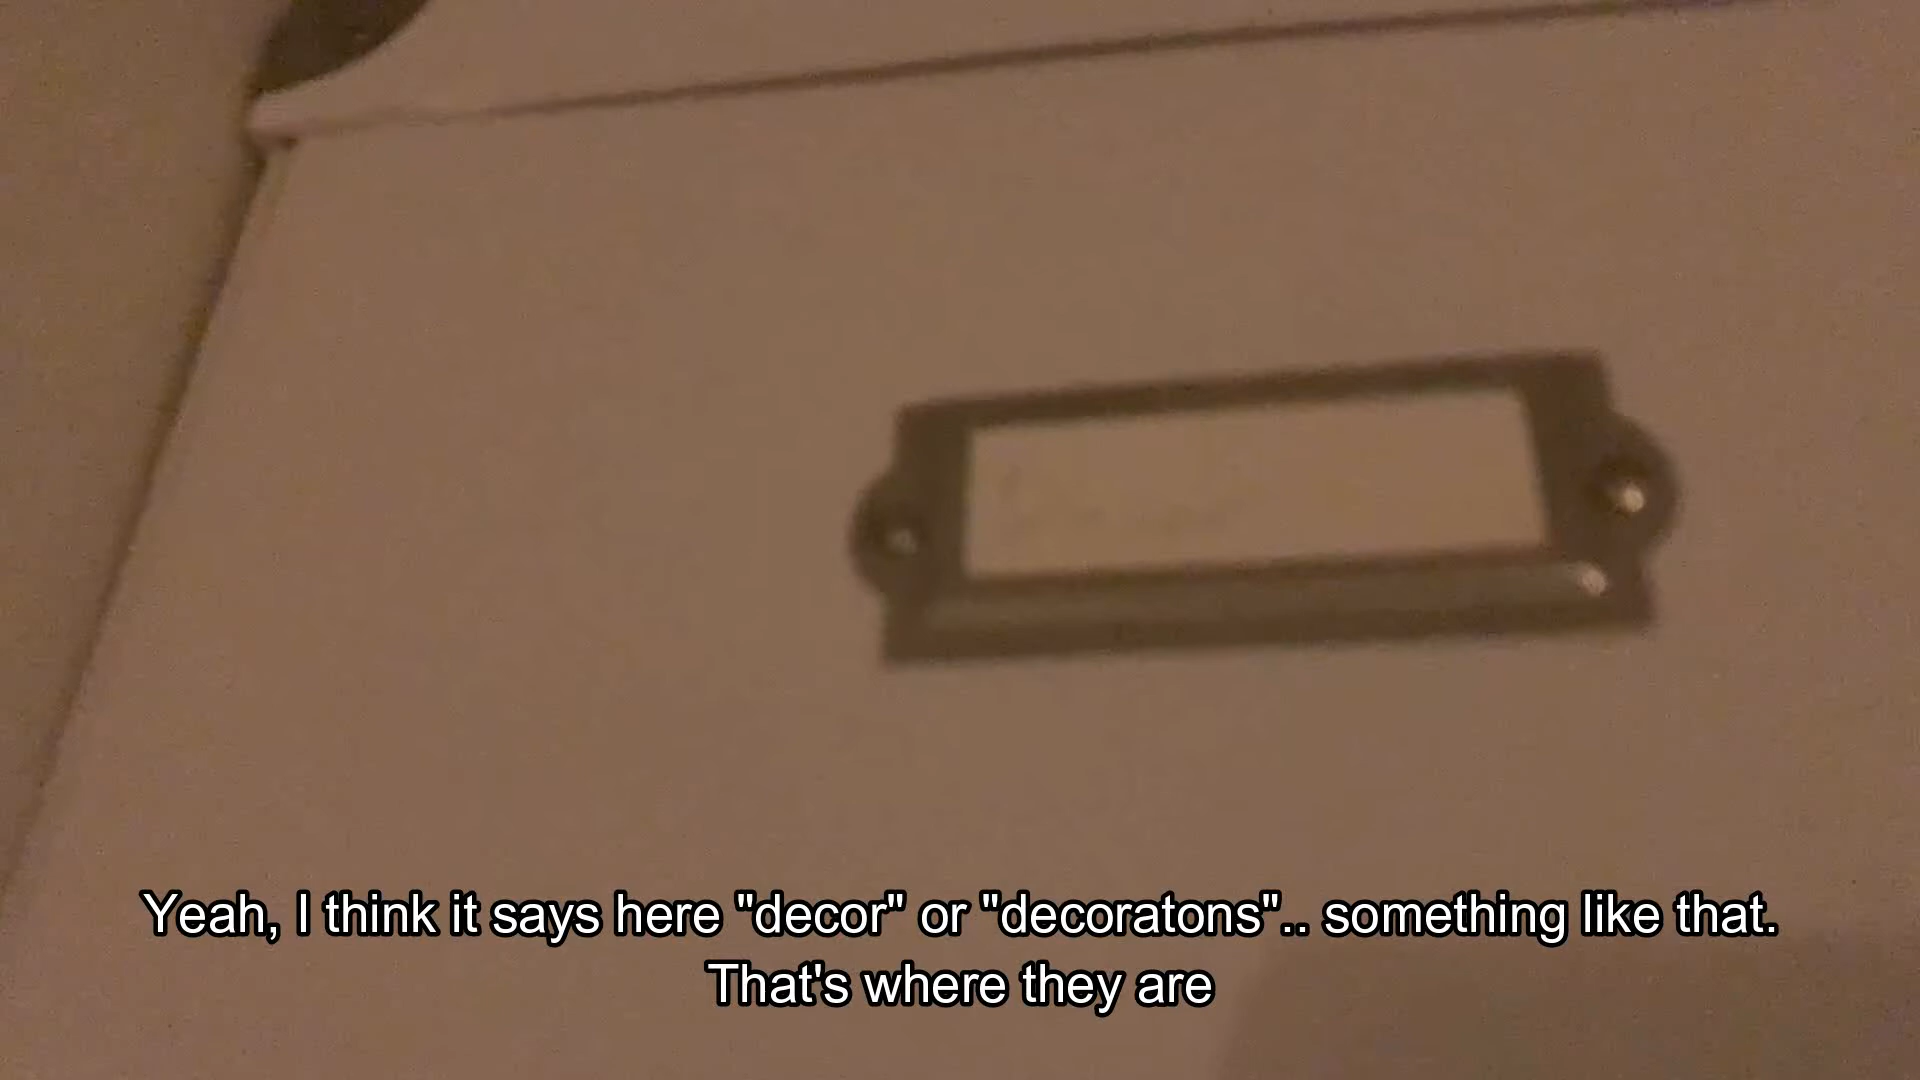 Yeah, I think it says here "decor" or "decoratons".. something like that.
That's where they are